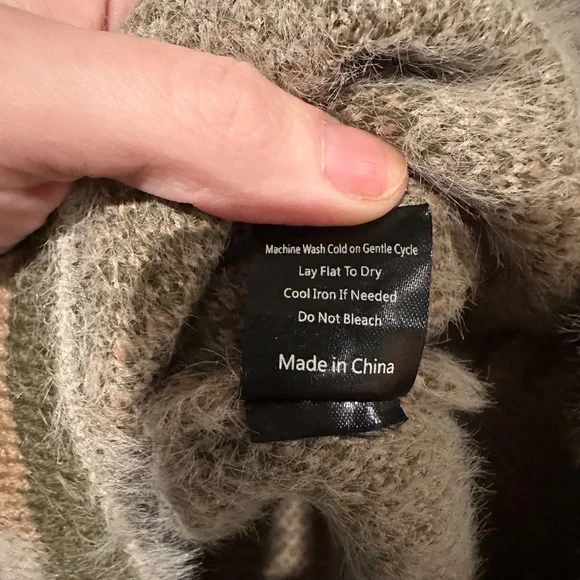 Machine Wash Cold on Gentle Cycle
Lay Flat To Dry
Cool Iron If Needed
Do Not Bleach
Made in China